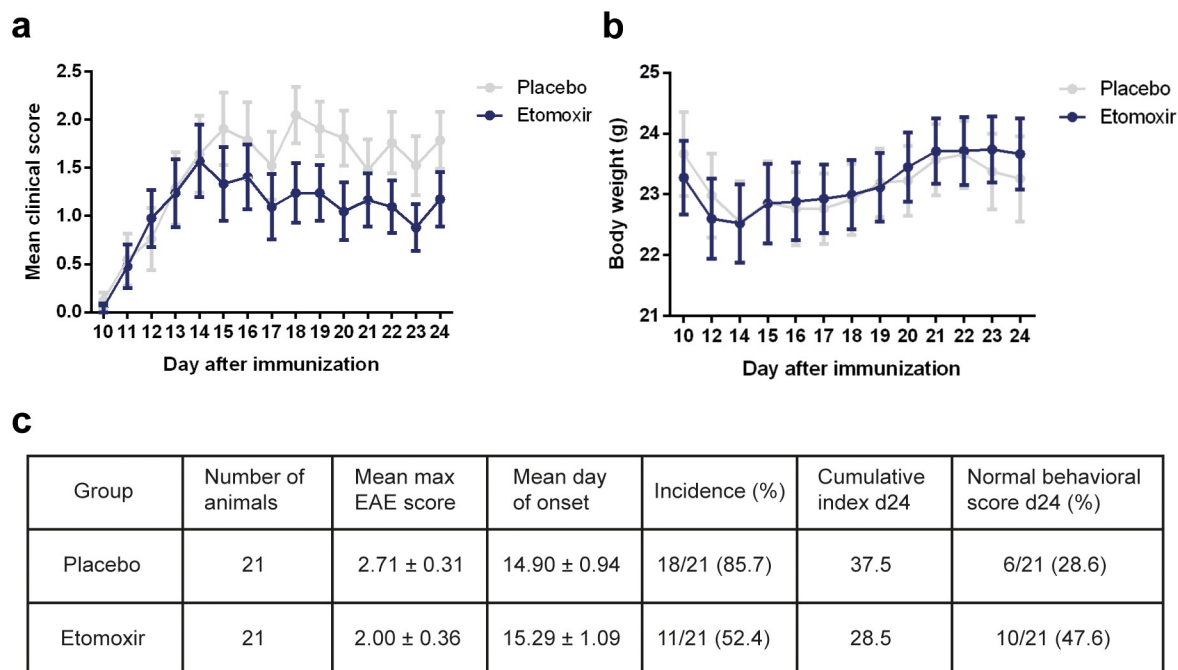 a
2.5
2.0
1.5
1.0
0.5
0.0
Mean clinical score
10 11 12 13 14 15 16 17 18 19 20 21 22 23 24
Day after immunization
Placebo
Etomoxir
b
25
24
23
22
21
Body weight (g)
10 12 14 15 16 17 18 19 20 21 22 23 24
Day after immunization
Placebo
Etomoxir
c
Group
Number of
animals
Mean max
EAE score
Mean day
of onset
Incidence (%)
Cumulative
index d24
Normal behavioral
score d24 (%)
Placebo 21 2.71 ± 0.31 14.90 ± 0.94 18/21 (85.7) 37.5 6/21 (28.6)
Etomoxir 21 2.00 ± 0.36 15.29 ± 1.09 11/21 (52.4) 28.5 10/21 (47.6)